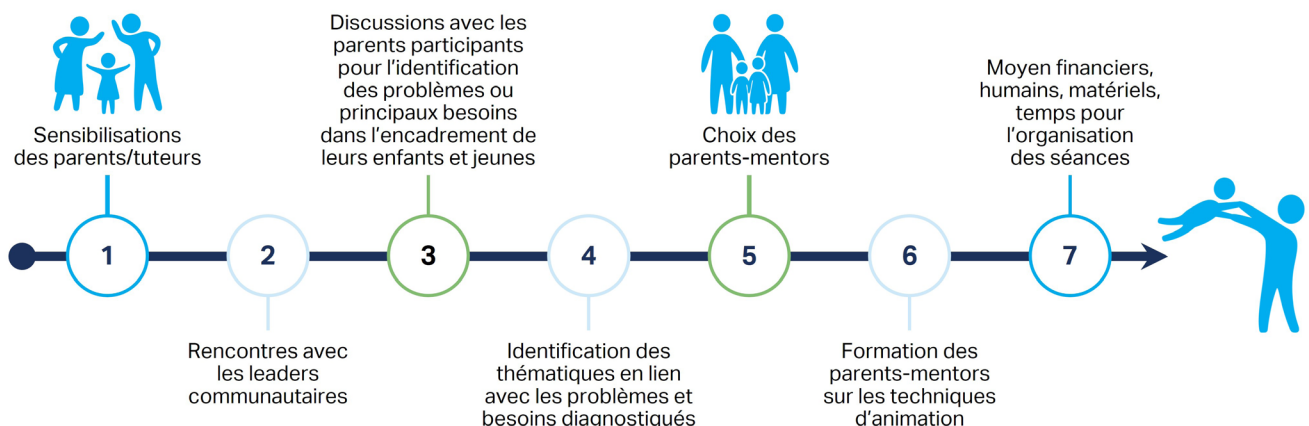 Sensibilisations
des parents/tuteurs
1
Rencontres avec
les leaders
communautaires
2
Discussions avec les
parents participants
pour l'identification
des problèmes ou
principaux besoins
dans l'encadrement de
leurs enfants et jeunes
3
Identification des
thématiques en lien
avec les problèmes et
besoins diagnostiqués
4
Choix des
parents-mentors
5
Formation des
parents-mentors
sur les techniques
d'animation
6
Moyen financiers,
humains, matériels,
temps pour
l'organisation
des séances
7